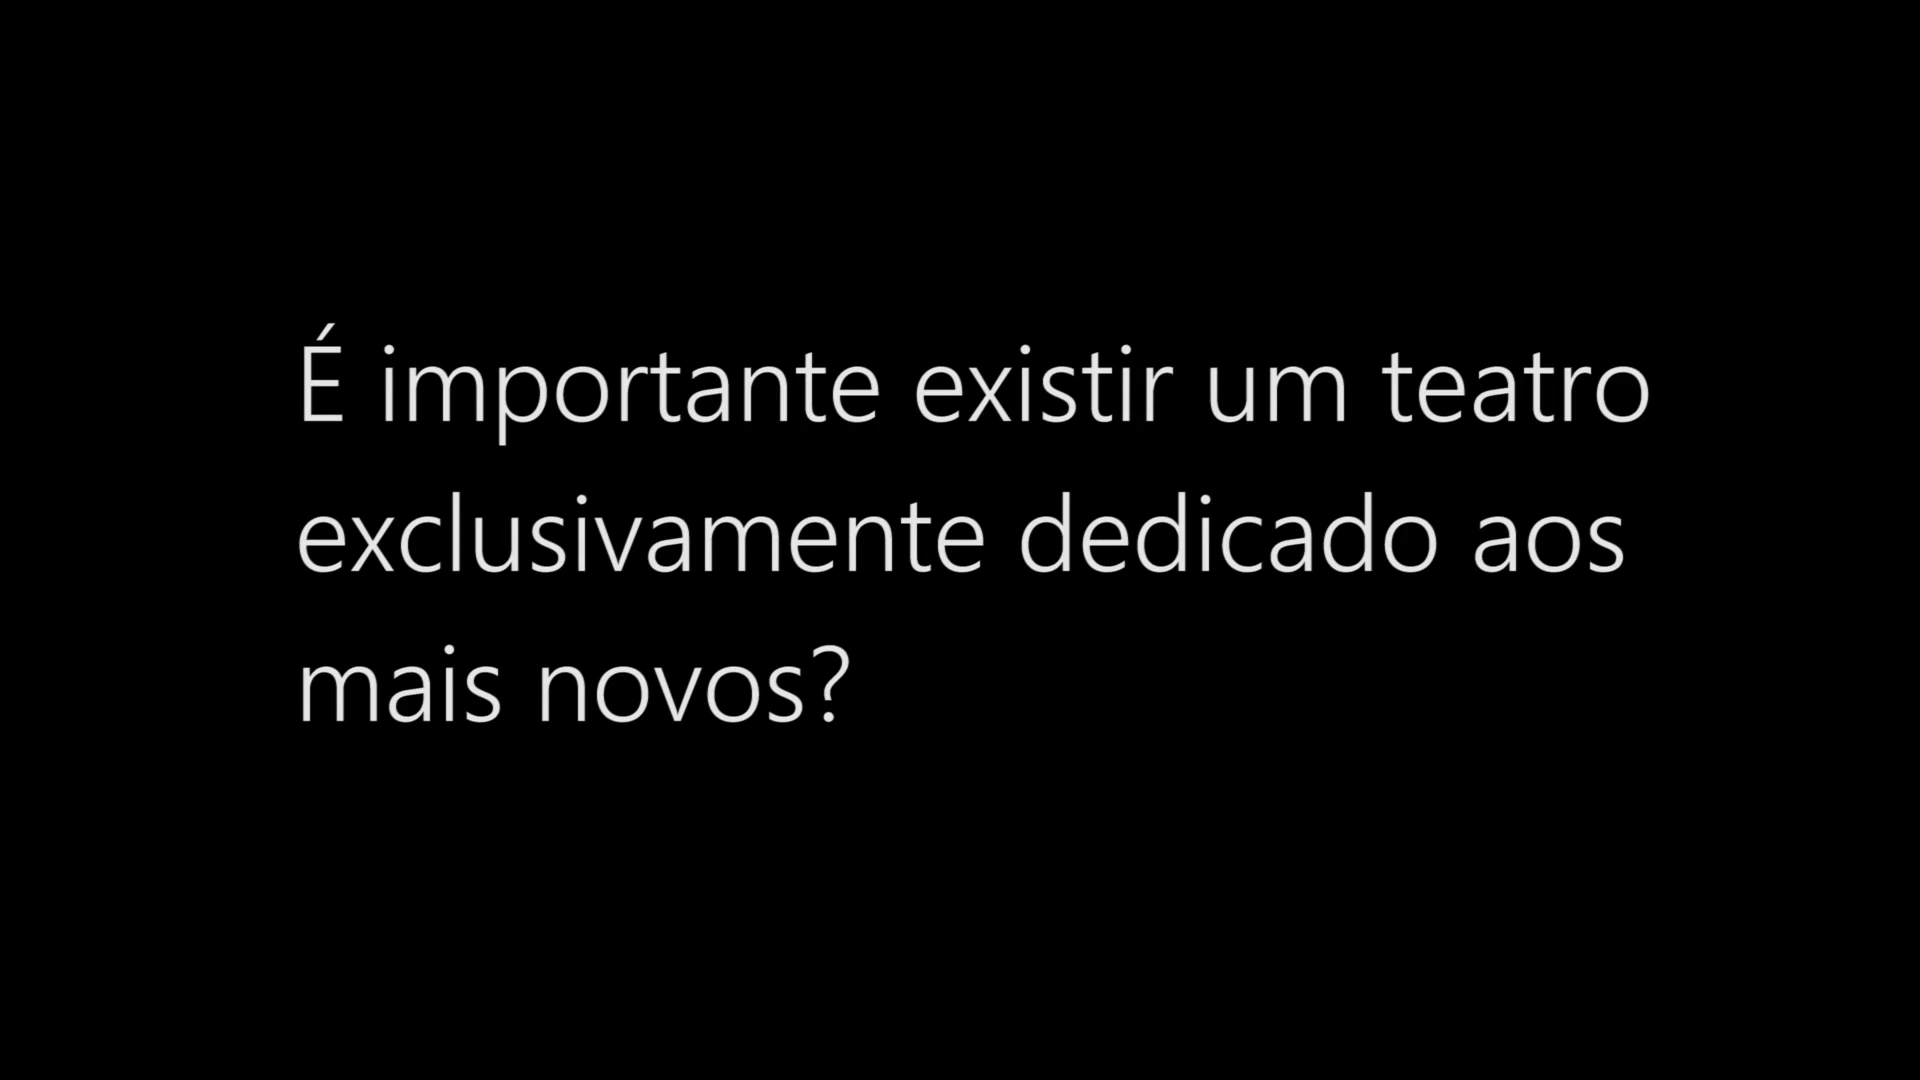 É importante existir um teatro
exclusivamente dedicado aos
mais novos?